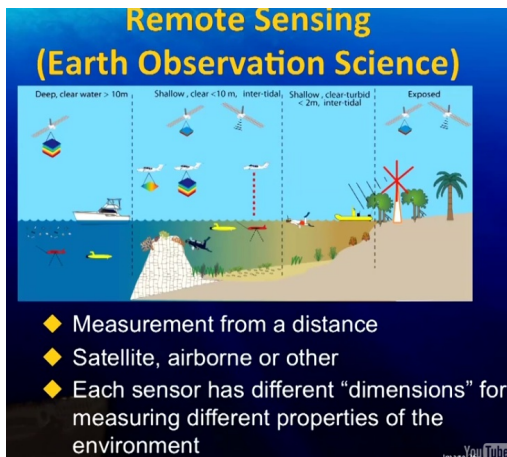 Remote Sensing
(Earth Observation Science)
Deep, clear water > 10m
Shallow, clear <10 m, inter-tidal
Shallow, clear-turbid
< 2m, inter-tidal
Exposed
Measurement from a distance
Satellite, airborne or other
Each sensor has different "dimensions" for
measuring different properties of the
environment
YouTube